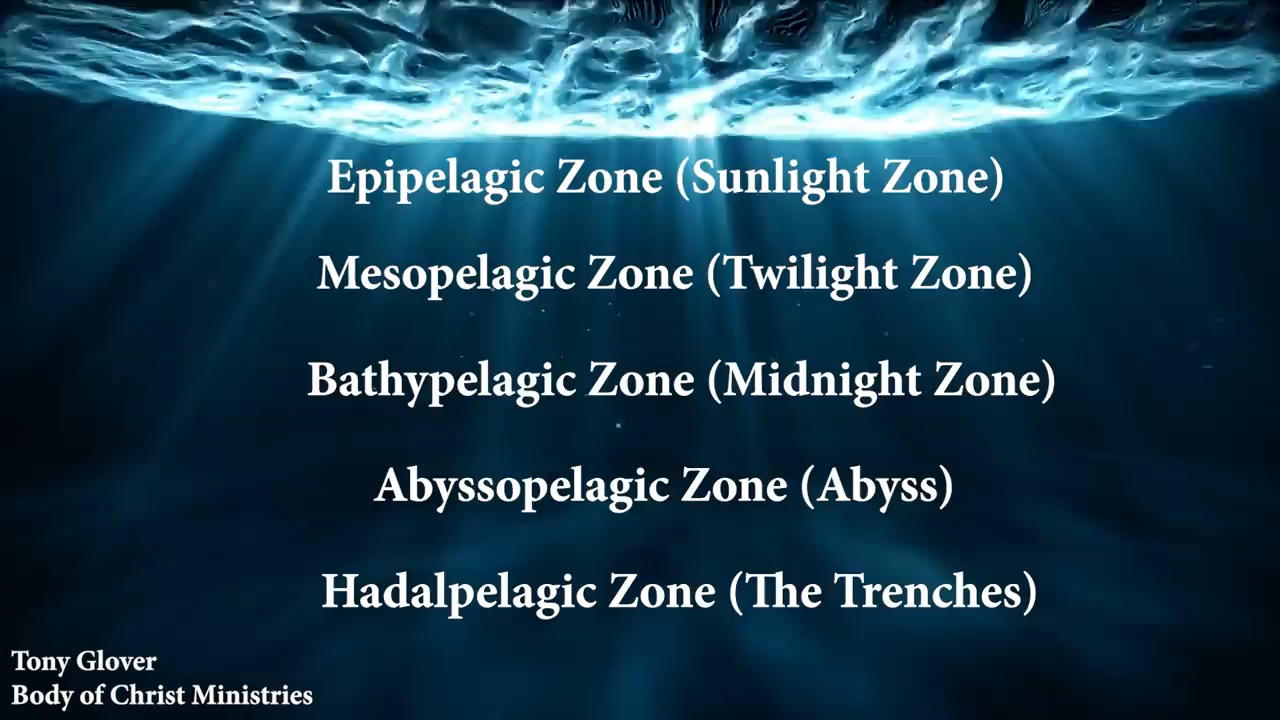 Epipelagic Zone (Sunlight Zone)
Mesopelagic Zone (Twilight Zone)
Bathypelagic Zone (Midnight Zone)
Abyssopelagic Zone (Abyss)
Hadalpelagic Zone (The Trenches)
Tony Glover
Body of Christ Ministries